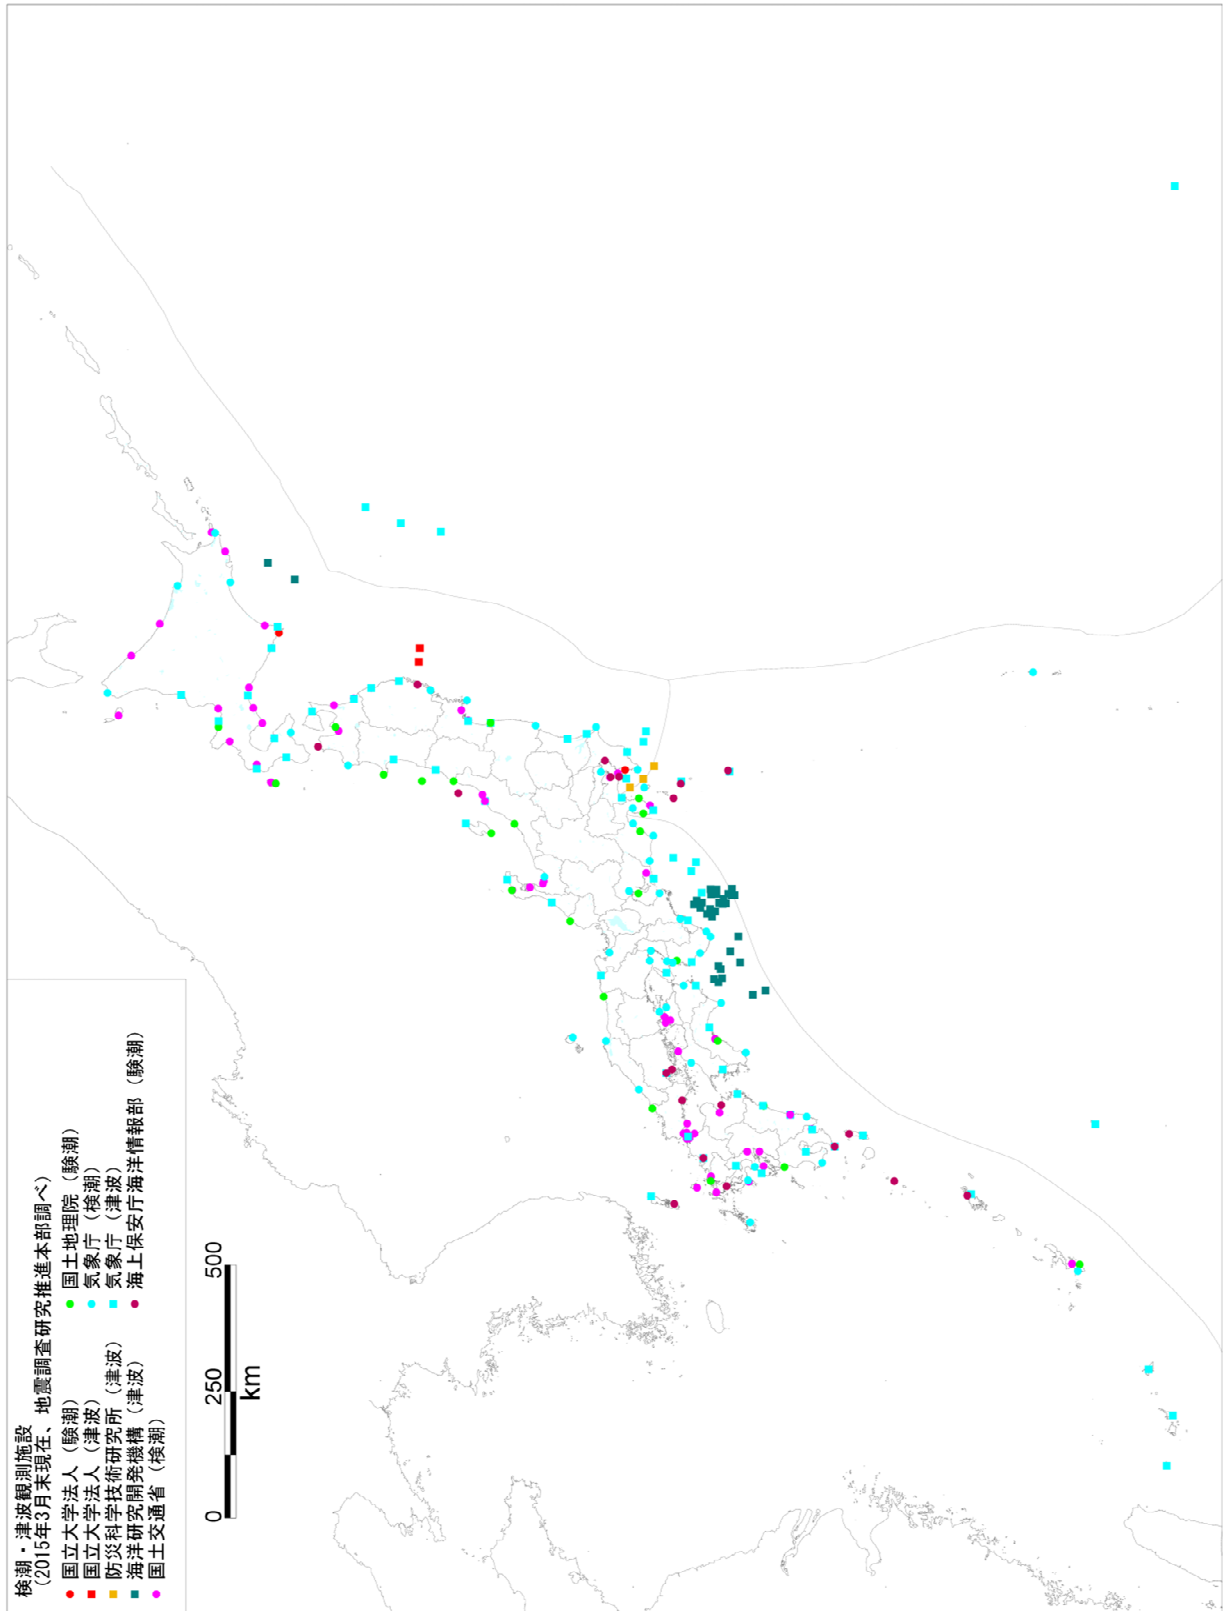 検潮・津波観測施設
(2015年3月末現在、地震調査研究推進本部調べ)
国立大学法人（験潮）
国立大学法人（津波）
防災科学技術研究所（津波）
海洋研究開発機構（津波）
国土交通省（検潮）
国土地理院（験潮）
気象庁（検潮）
気象庁（津波）
海上保安庁海洋情報部（験潮）
0 250 500
km